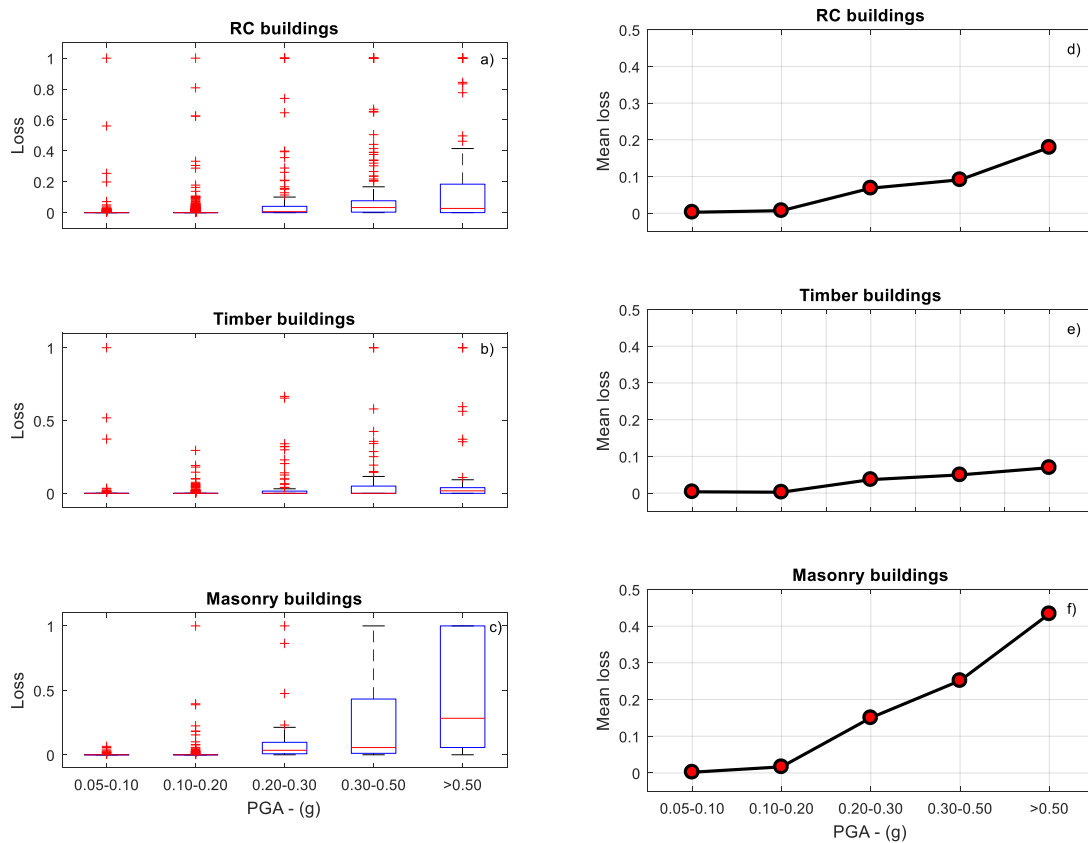 RC buildings
a)
1
0.8
0.6
0.4
0.2
0
Loss
Timber buildings
b)
1
0.5
0
Loss
Masonry buildings
c)
1
0.5
0
Loss
0.05-0.10 0.10-0.20 0.20-0.30 0.30-0.50 >0.50
PGA - (g)
RC buildings
d)
0.5
0.4
0.3
0.2
0.1
0
Mean loss
Timber buildings
e)
0.5
0.4
0.3
0.2
0.1
0
Mean loss
Masonry buildings
f)
0.5
0.4
0.3
0.2
0.1
0
Mean loss
0.05-0.10 0.10-0.20 0.20-0.30 0.30-0.50 >0.50
PGA - (g)